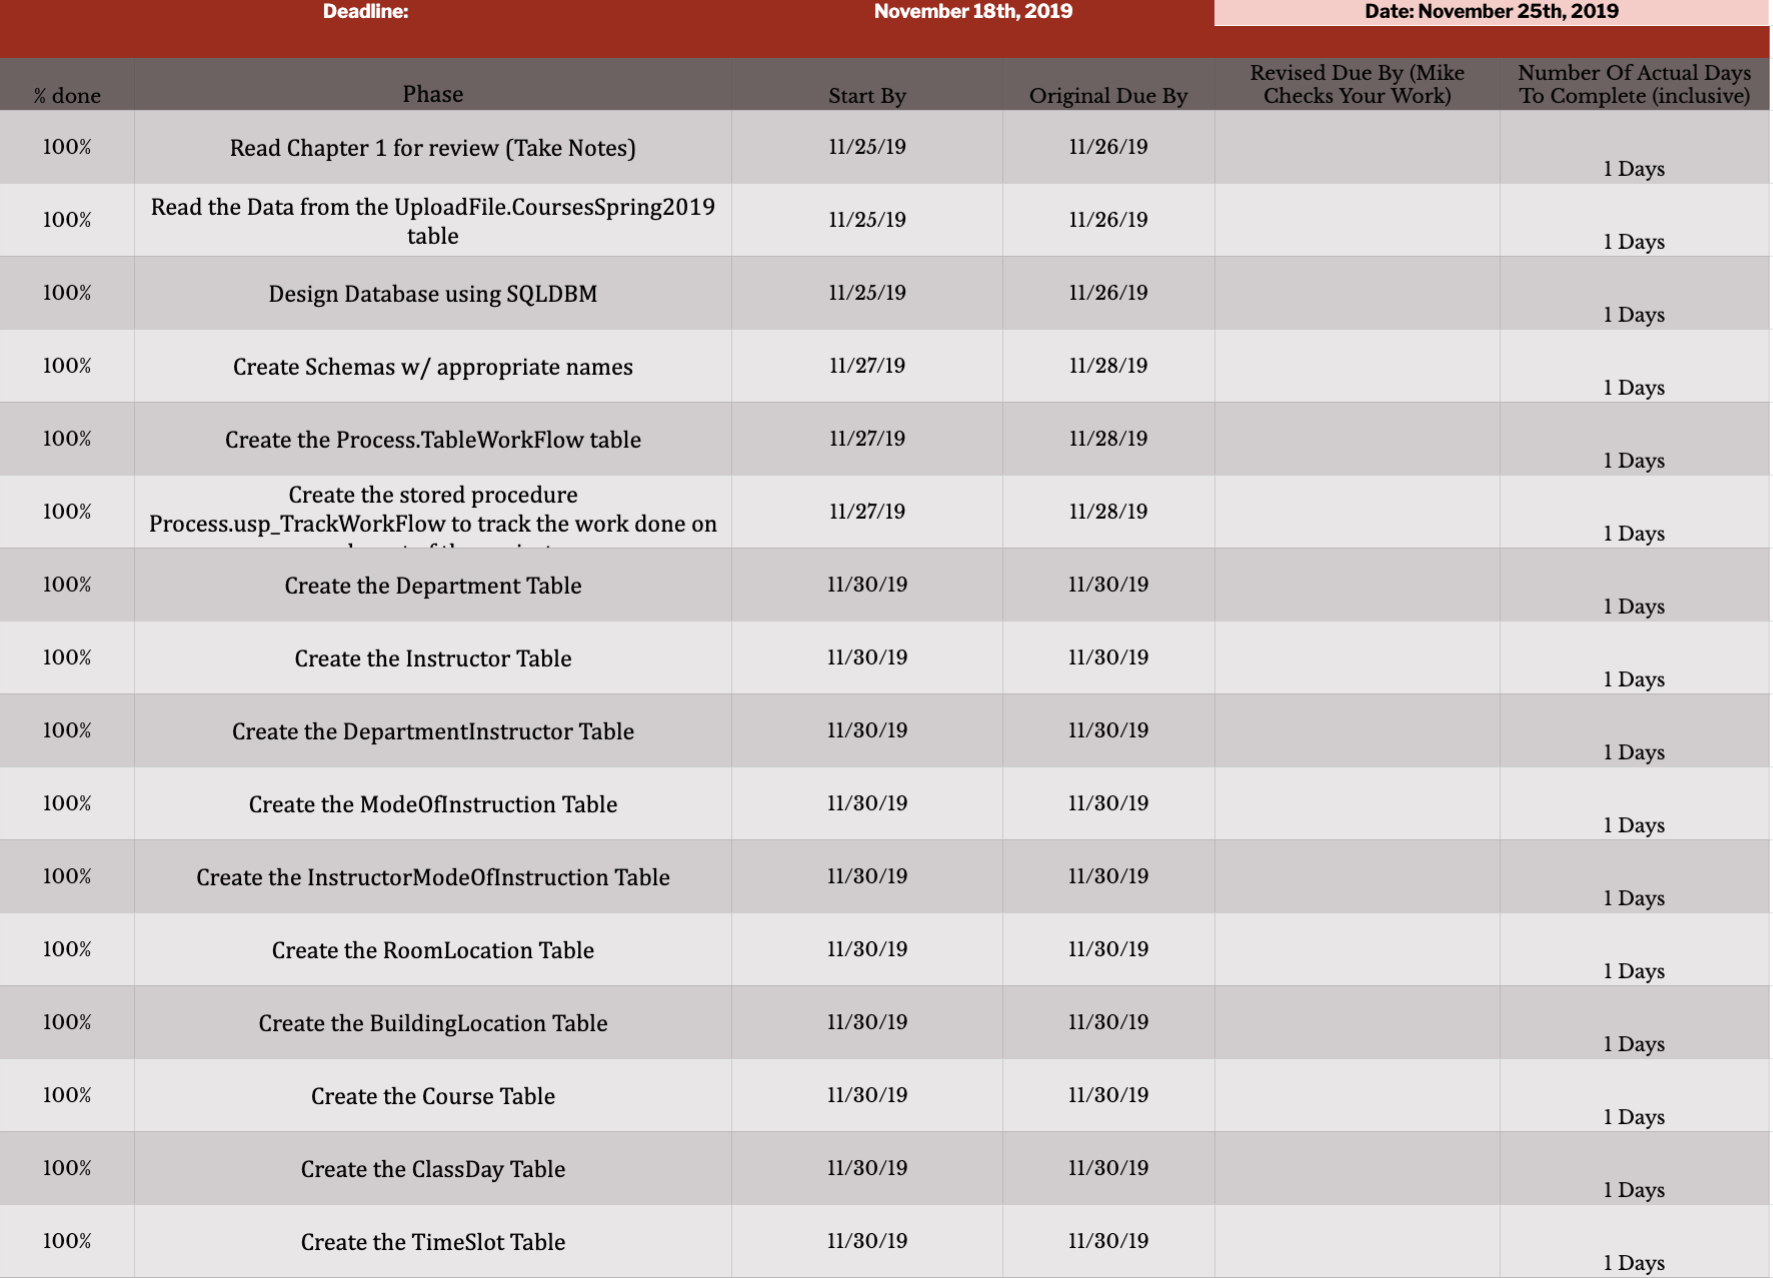 Deadline: November 18th, 2019 Date: November 25th, 2019
% done Phase Start By Original Due By Revised Due By (Mike Checks Your Work) Number Of Actual Days To Complete (inclusive)
100% Read Chapter 1 for review (Take Notes) 11/25/19 11/26/19 1 Days
100% Read the Data from the UploadFile.CoursesSpring2019 table 11/25/19 11/26/19 1 Days
100% Design Database using SQLDBM 11/25/19 11/26/19 1 Days
100% Create Schemas w/ appropriate names 11/27/19 11/28/19 1 Days
100% Create the Process.TableWorkFlow table 11/27/19 11/28/19 1 Days
100% Create the stored procedure Process.usp_TrackWorkFlow to track the work done on 11/27/19 11/28/19 1 Days
100% Create the Department Table 11/30/19 11/30/19 1 Days
100% Create the Instructor Table 11/30/19 11/30/19 1 Days
100% Create the DepartmentInstructor Table 11/30/19 11/30/19 1 Days
100% Create the ModeOfInstruction Table 11/30/19 11/30/19 1 Days
100% Create the InstructorModeOfInstruction Table 11/30/19 11/30/19 1 Days
100% Create the RoomLocation Table 11/30/19 11/30/19 1 Days
100% Create the BuildingLocation Table 11/30/19 11/30/19 1 Days
100% Create the Course Table 11/30/19 11/30/19 1 Days
100% Create the ClassDay Table 11/30/19 11/30/19 1 Days
100% Create the TimeSlot Table 11/30/19 11/30/19 1 Days